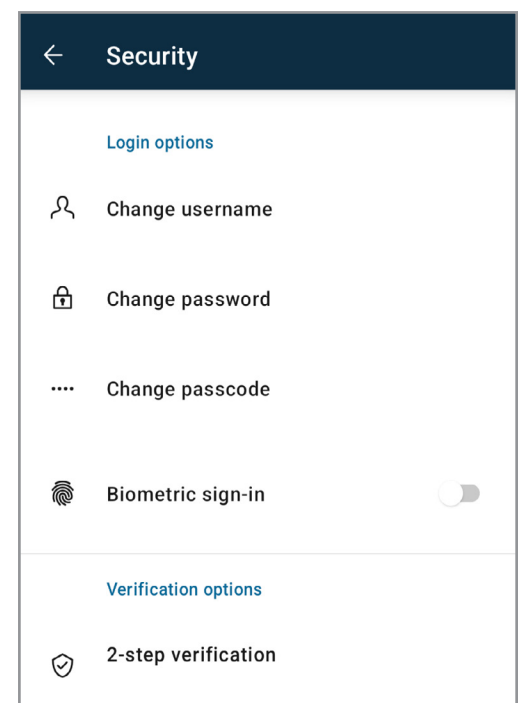 Security
Login options
Change username
Change password
Change passcode
Biometric sign-in
Verification options
2-step verification